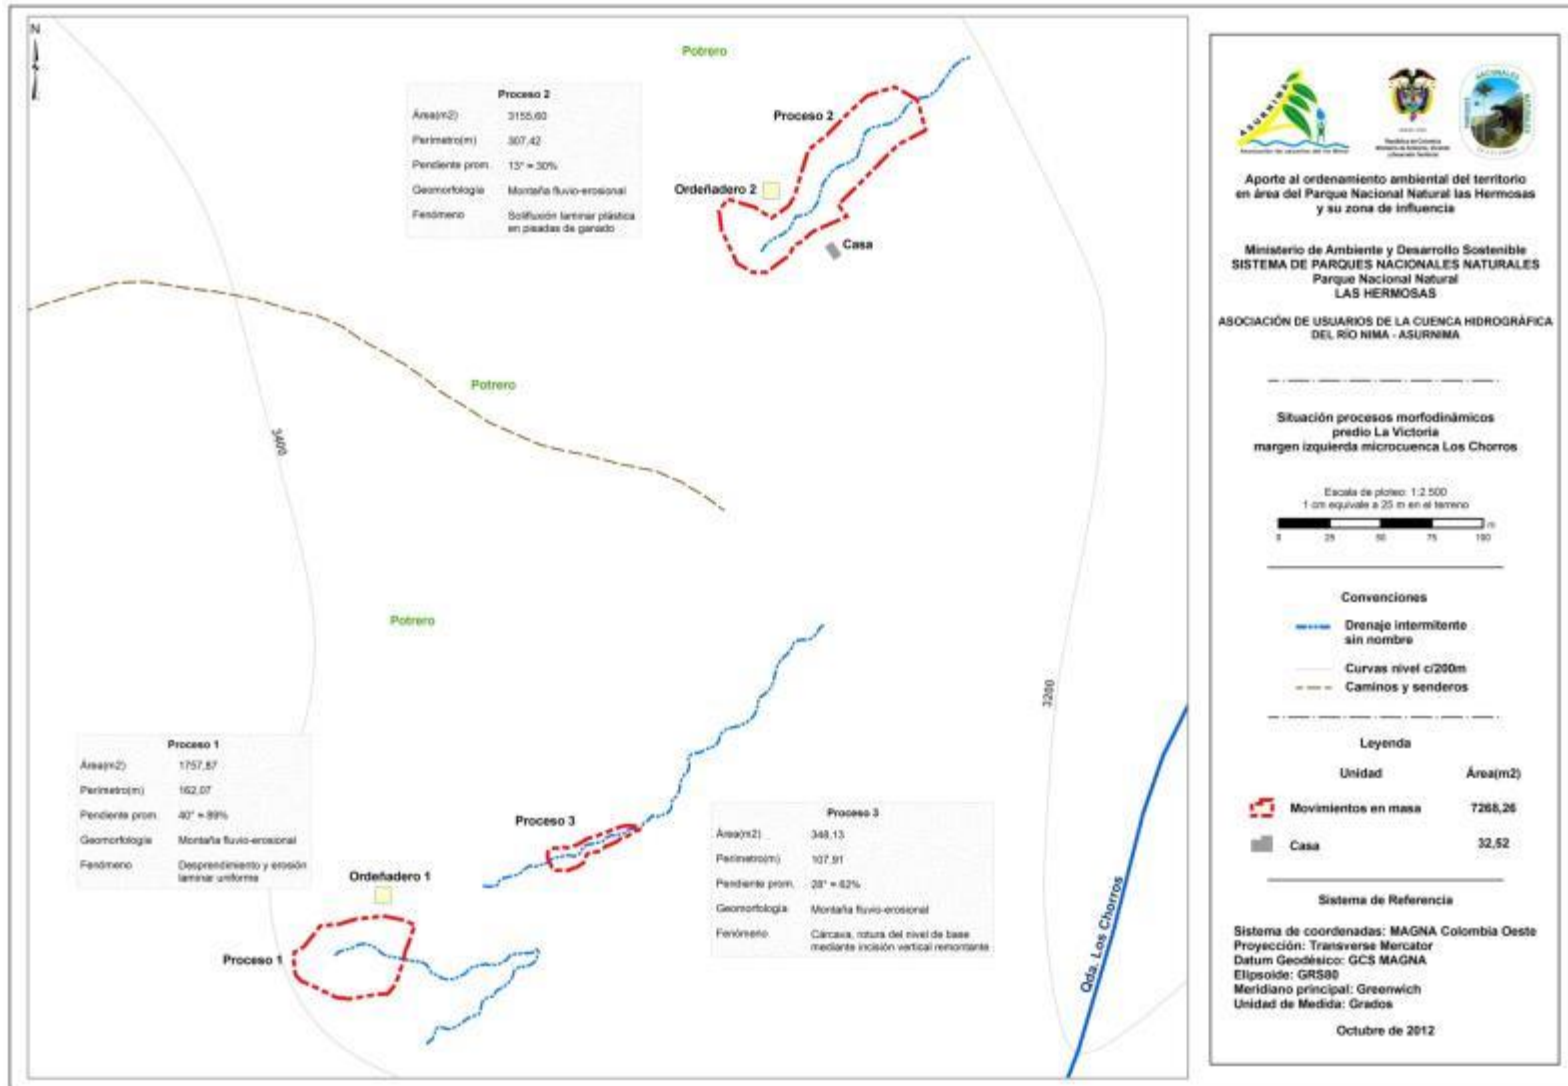 N
Potrero
Proceso 2
Área(m2) 3155,60
Perímetro(m) 307,42
Pendiente prom. 13° = 30%
Geomorfología Montaña fluvio-erosional
Fenómeno Solifluxión laminar plástica
en pisadas de ganado
Proceso 2
Ordeñadero 2
Casa
Potrero
3400
Potrero
3200
Proceso 1
Área(m2) 1757,87
Perímetro(m) 162,07
Pendiente prom. 40° = 89%
Geomorfología Montaña fluvio-erosional
Fenómeno Desprendimiento y erosión
laminar uniforme
Proceso 3
Proceso 3
Área(m2) 348,13
Perímetro(m) 107,91
Pendiente prom. 28° = 62%
Geomorfología Montaña fluvio-erosional
Fenómeno Cárcava, rotura del nivel de base
mediante incisión vertical remontante
Ordeñadero 1
Proceso 1
Qda. Los Chorros
ASURNIMA
PARQUES NACIONALES NATURALES
DE COLOMBIA
Aporte al ordenamiento ambiental del territorio
en área del Parque Nacional Natural las Hermosas
y su zona de influencia
Ministerio de Ambiente y Desarrollo Sostenible
SISTEMA DE PARQUES NACIONALES NATURALES
Parque Nacional Natural
LAS HERMOSAS
ASOCIACIÓN DE USUARIOS DE LA CUENCA HIDROGRÁFICA
DEL RÍO NIMA - ASURNIMA
Situación procesos morfodinámicos
predio La Victoria
margen izquierda microcuenca Los Chorros
Escala de ploteo: 1:2.500
1 cm equivale a 25 m en el terreno
m
0 25 50 75 100
Convenciones
Drenaje intermitente
sin nombre
Curvas nivel c/200m
Caminos y senderos
Leyenda
Unidad Área(m2)
Movimientos en masa 7268,26
Casa 32,52
Sistema de Referencia
Sistema de coordenadas: MAGNA Colombia Oeste
Proyección: Transverse Mercator
Datum Geodésico: GCS MAGNA
Elipsoide: GRS80
Meridiano principal: Greenwich
Unidad de Medida: Grados
Octubre de 2012